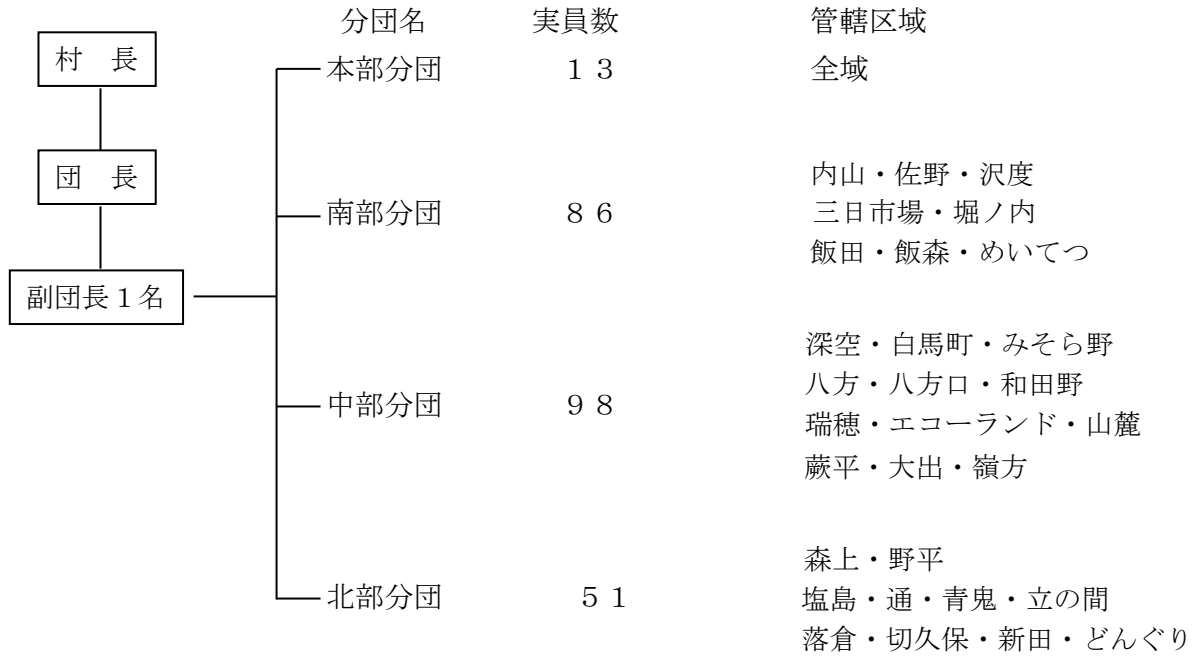 分団名 実員数 管轄区域
村 長
本部分団 13 全域
団 長
内山・佐野・沢度
南部分団 86 三日市場・堀ノ内
飯田・飯森・めいてつ
副団長1名
深空・白馬町・みそら野
八方・八方口・和田野
中部分団 98
瑞穂・エコーランド・山麓
蕨平・大出・嶺方
森上・野平
北部分団 51 塩島・通・青鬼・立の間
落倉・切久保・新田・どんぐり